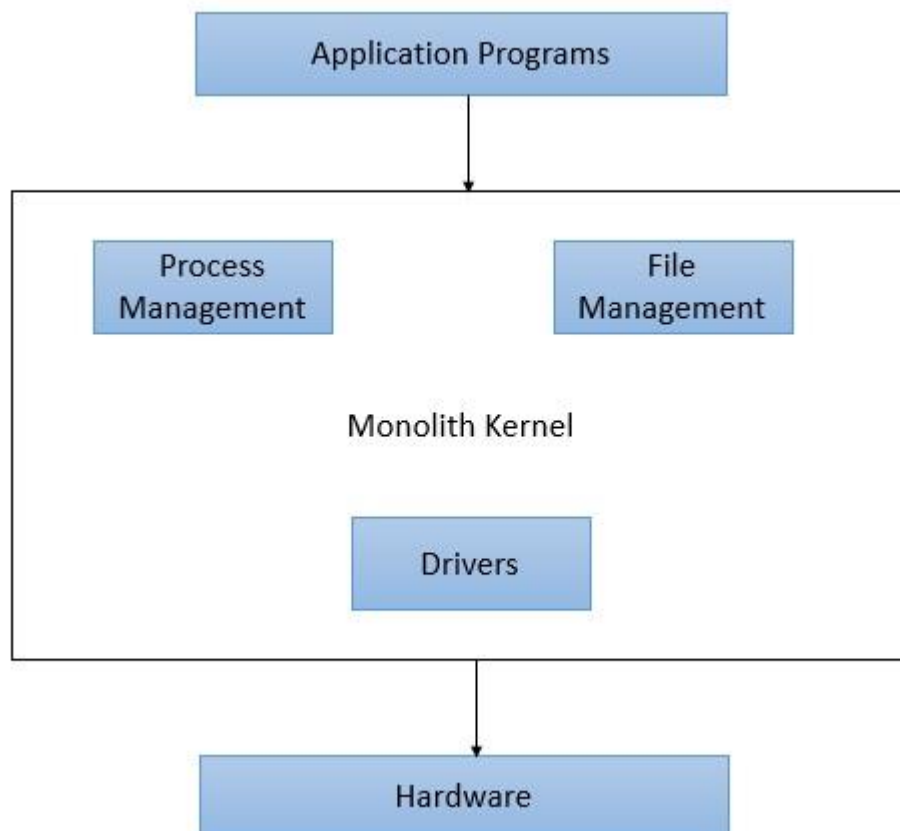 Application Programs
Process
Management
File
Management
Monolith Kernel
Drivers
Hardware